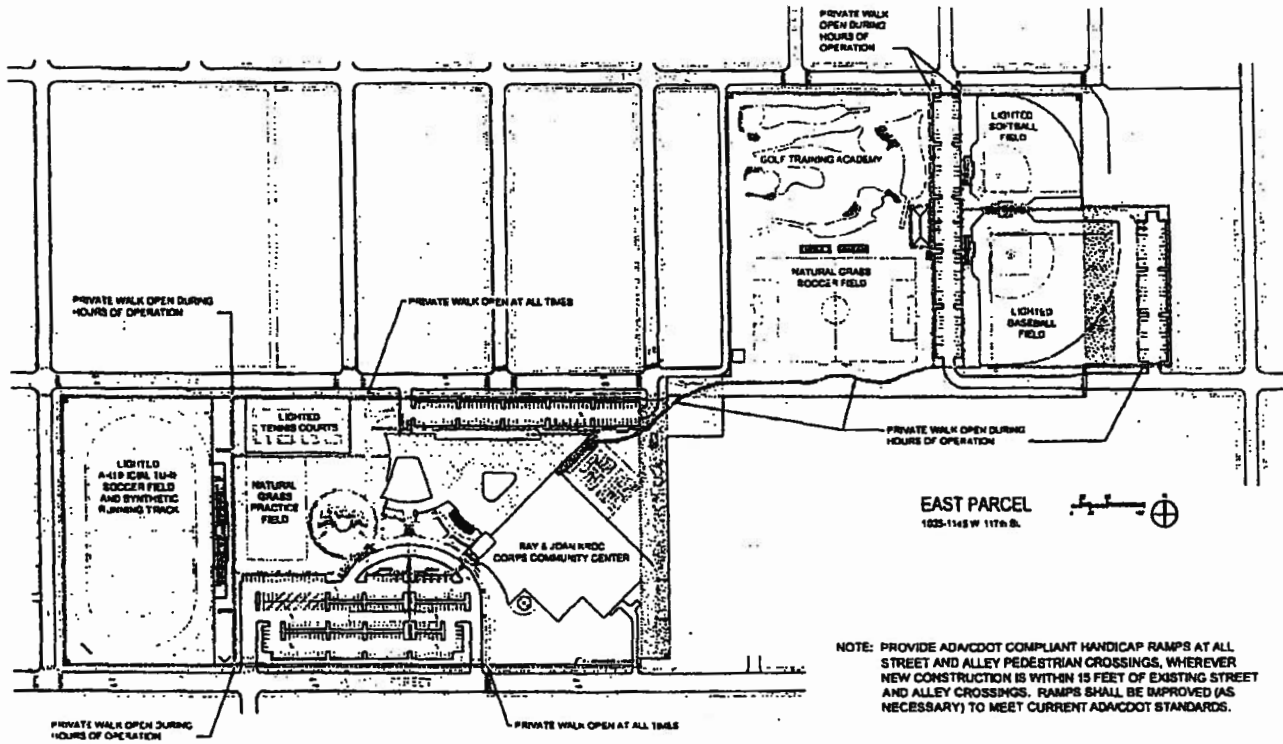 PRIVATE WALK
OPEN DURING
HOURS OF
OPERATION
LIGHTED
SOFTBALL
FIELD
GOLF TRAINING ACADEMY
NATURAL GRASS
SOCCER FIELD
LIGHTED
BASEBALL
FIELD
PRIVATE WALK OPEN DURING
HOURS OF OPERATION
PRIVATE WALK OPEN AT ALL TIMES
LIGHTED
TENNIS COURTS
PRIVATE WALK OPEN DURING
HOURS OF OPERATION
LIGHTED
SOCCER FIELD
AND SYNTHETIC
RUNNING TRACK
NATURAL
GRASS
PRACTICE
FIELD
EAST PARCEL
W 117th St.
RAY & JOAN KROC
CORPS COMMUNITY CENTER
NOTE: PROVIDE ADA/CDOT COMPLIANT HANDICAP RAMPS AT ALL
STREET AND ALLEY PEDESTRIAN CROSSINGS, WHEREVER
NEW CONSTRUCTION IS WITHIN 15 FEET OF EXISTING STREET
AND ALLEY CROSSINGS. RAMPS SHALL BE IMPROVED (AS
NECESSARY) TO MEET CURRENT ADA/CDOT STANDARDS.
STREET
PRIVATE WALK OPEN DURING
HOURS OF OPERATION
PRIVATE WALK OPEN AT ALL TIMES